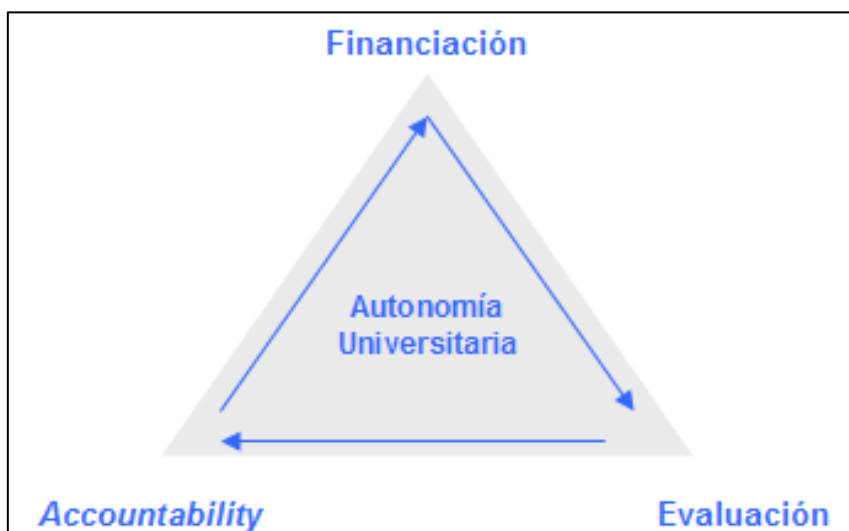 Financiación
Autonomía
Universitaria
Accountability
Evaluación